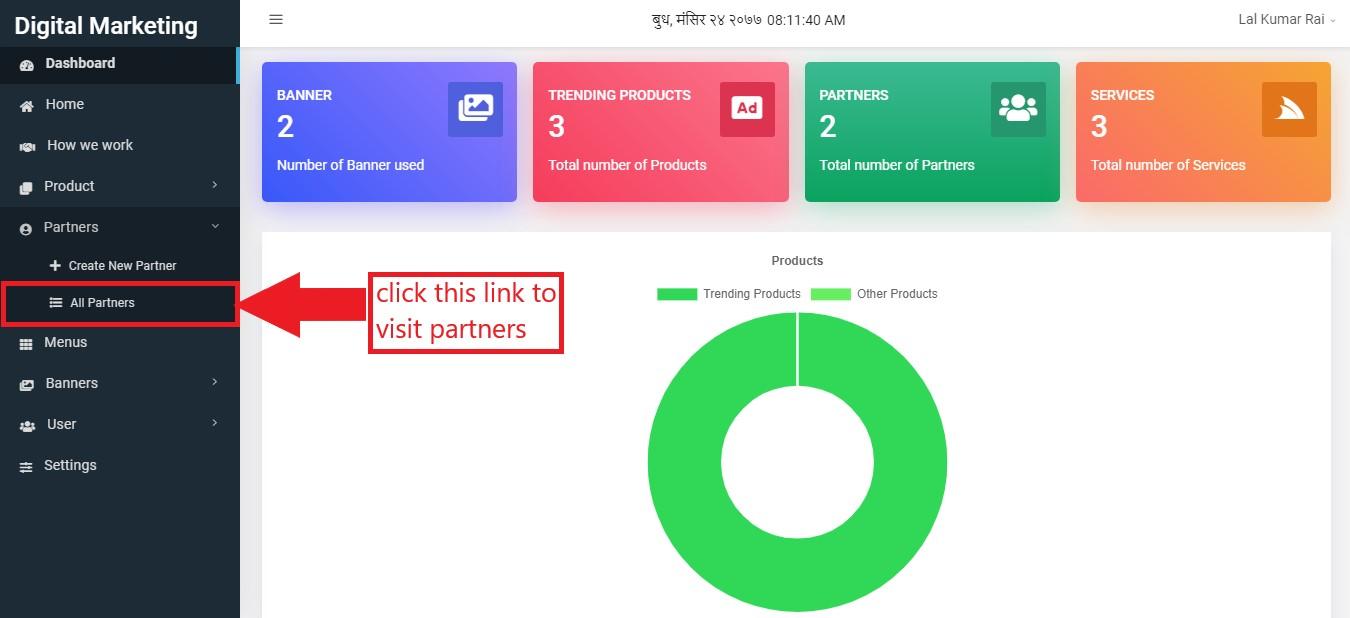 Digital Marketing
बुध, मंसिर २४ २०७७ 08:11:40 AM
Lal Kumar Rai
Dashboard
Home
How we work
Product
Partners
Create New Partner
All Partners
Menus
Banners
User
Settings
BANNER
2
Number of Banner used
TRENDING PRODUCTS
3
Total number of Products
Ad
PARTNERS
2
Total number of Partners
SERVICES
3
Total number of Services
click this link to
visit partners
Products
Trending Products
Other Products